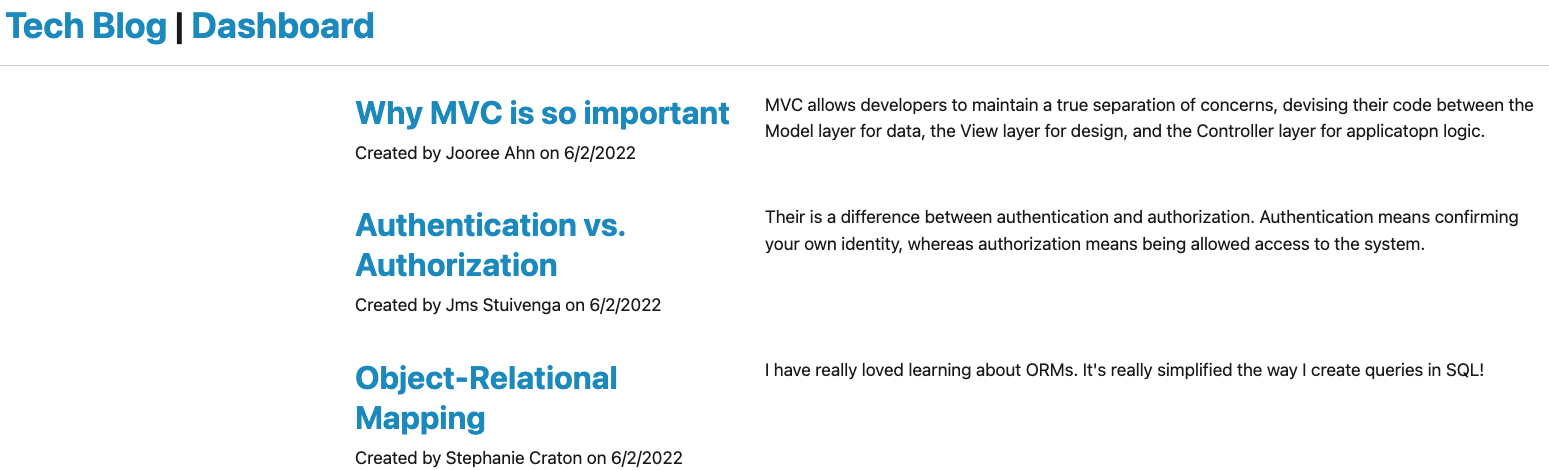 Tech Blog | Dashboard
Why MVC is so important
Created by Jooree Ahn on 6/2/2022
MVC allows developers to maintain a true separation of concerns, devising their code between the
Model layer for data, the View layer for design, and the Controller layer for applicatopn logic.
Authentication vs.
Authorization
Created by Jms Stuivenga on 6/2/2022
Their is a difference between authentication and authorization. Authentication means confirming
your own identity, whereas authorization means being allowed access to the system.
Object-Relational
Mapping
Created by Stephanie Craton on 6/2/2022
I have really loved learning about ORMs. It's really simplified the way I create queries in SQL!